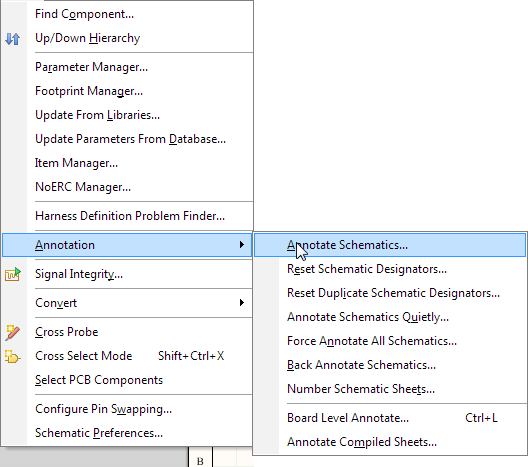 Find Component...
Up/Down Hierarchy
Parameter Manager...
Footprint Manager...
Update From Libraries...
Update Parameters From Database...
Item Manager...
NoERC Manager...
Harness Definition Problem Finder...
Annotation
Signal Integrity...
Convert
Cross Probe
Cross Select Mode Shift+Ctrl+X
Select PCB Components
Configure Pin Swapping...
Schematic Preferences...
Annotate Schematics...
Reset Schematic Designators...
Reset Duplicate Schematic Designators...
Annotate Schematics Quietly...
Force Annotate All Schematics...
Back Annotate Schematics...
Number Schematic Sheets...
Board Level Annotate... Ctrl+L
Annotate Compiled Sheets...
B